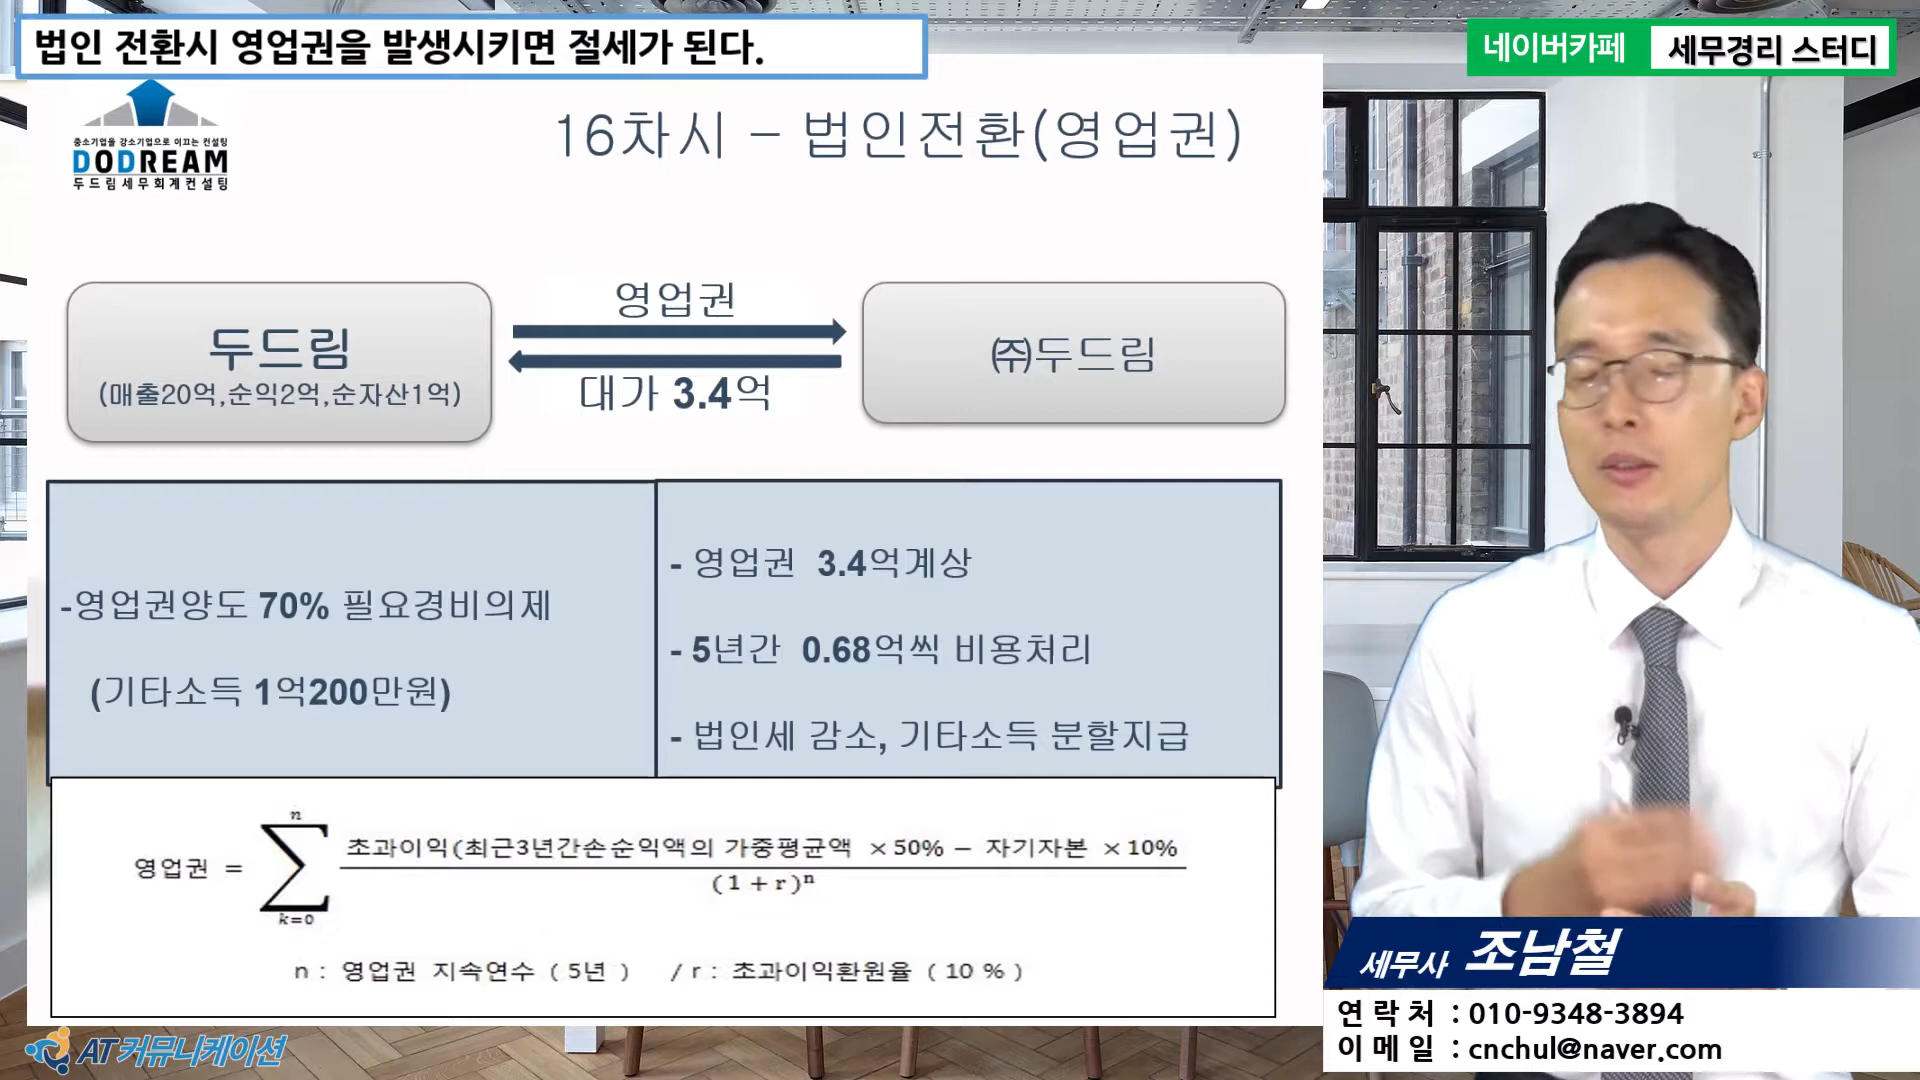 법인 전환시 영업권을 발생시키면 절세가 된다.
네이버카페 세무경리 스터디
중소기업을 강소기업으로 이끄는 컨설팅
DODREAM
두드림세무회계컨설팅
16차시 – 법인전환(영업권)
영업권
두드림
(매출20억,순익2억,순자산1억)
㈜두드림
대가 3.4억
-영업권양도 70% 필요경비의제
(기타소득 1억200만원)
- 영업권 3.4억계상
- 5년간 0.68억씩 비용처리
- 법인세 감소, 기타소득 분할지급
n
영업권 = ∑ 초과이익(최근3년간손순익액의 가중평균액 ×50% – 자기자본 ×10%
(1+r)ⁿ
k=0
n : 영업권 지속연수 ( 5년 ) / r : 초과이익환원율 ( 10 % )
세무사 조남철
연 락 처 : 010-9348-3894
이 메 일 : cnchul@naver.com
AT커뮤니케이션